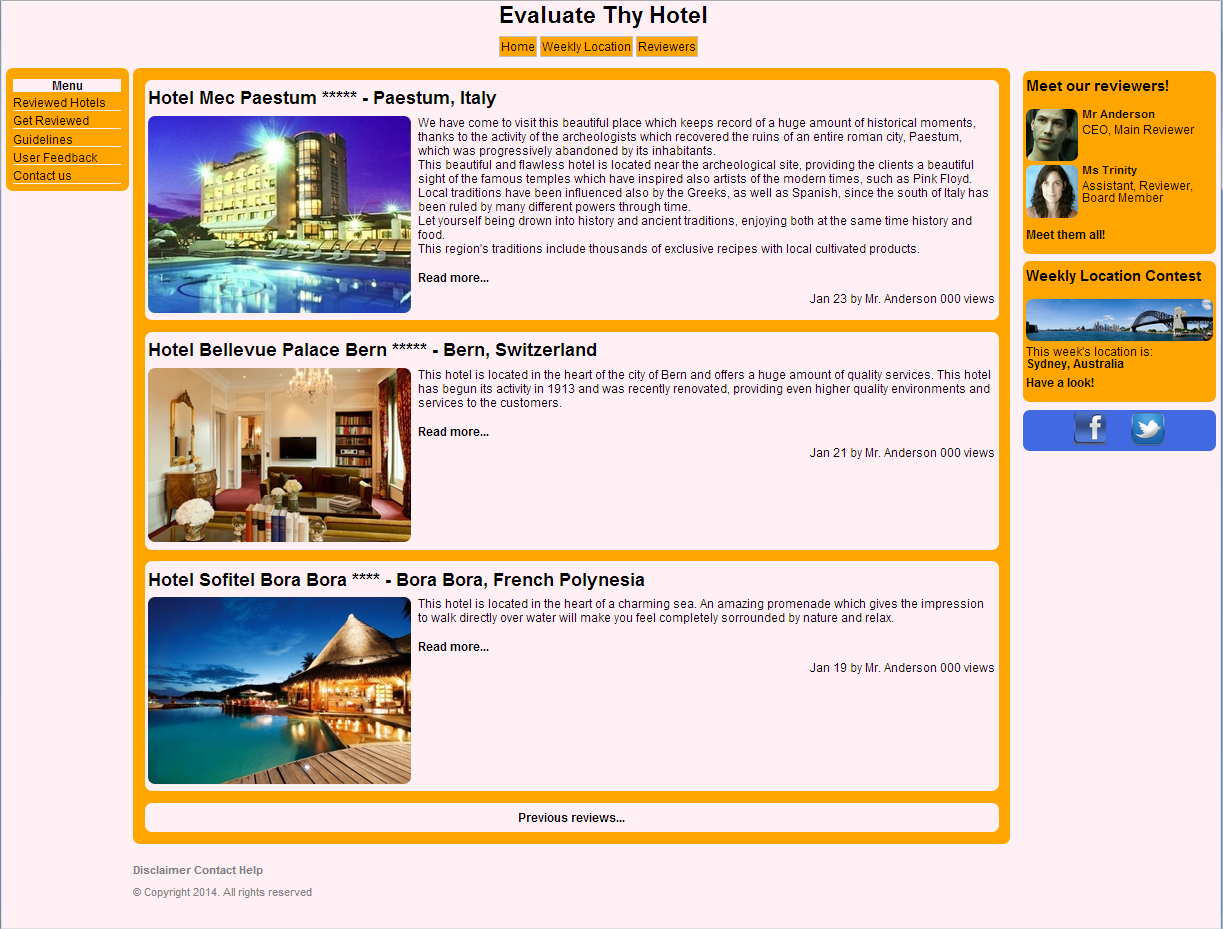 Evaluate Thy Hotel
Home Weekly Location Reviewers
Menu
Reviewed Hotels
Get Reviewed
Guidelines
User Feedback
Contact us
Hotel Mec Paestum ***** - Paestum, Italy
We have come to visit this beautiful place which keeps record of a huge amount of historical moments,
thanks to the activity of the archeologists which recovered the ruins of an entire roman city, Paestum,
which was progressively abandoned by its inhabitants.
This beautiful and flawless hotel is located near the archeological site, providing the clients a beautiful
sight of the famous temples which have inspired also artists of the modern times, such as Pink Floyd.
Local traditions have been influenced also by the Greeks, as well as Spanish, since the south of Italy has
been ruled by many different powers through time.
Let yourself being drown into history and ancient traditions, enjoying both at the same time history and
food.
This region's traditions include thousands of exclusive recipes with local cultivated products.
Read more...
Jan 23 by Mr. Anderson 000 views
Hotel Bellevue Palace Bern ***** - Bern, Switzerland
This hotel is located in the heart of the city of Bern and offers a huge amount of quality services. This hotel
has begun its activity in 1913 and was recently renovated, providing even higher quality environments and
services to the customers.
Read more...
Jan 21 by Mr. Anderson 000 views
Hotel Sofitel Bora Bora **** - Bora Bora, French Polynesia
This hotel is located in the heart of a charming sea. An amazing promenade which gives the impression
to walk directly over water will make you feel completely sorrounded by nature and relax.
Read more...
Jan 19 by Mr. Anderson 000 views
Previous reviews...
Meet our reviewers!
Mr Anderson
CEO, Main Reviewer
Ms Trinity
Assistant, Reviewer,
Board Member
Meet them all!
Weekly Location Contest
This week's location is:
Sydney, Australia
Have a look!
f
Disclaimer Contact Help
© Copyright 2014. All rights reserved